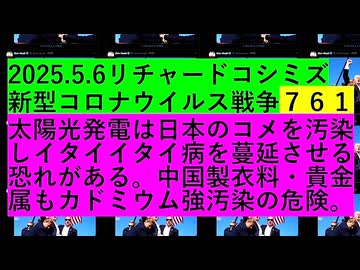 2025.5.6リチャードコシミズ
新型コロナウイルス戦争７６１
太陽光発電は日本のコメを汚染
しイタイイタイ病を蔓延させる
恐れがある。中国製衣料・貴金
属もカドミウム強汚染の危険。